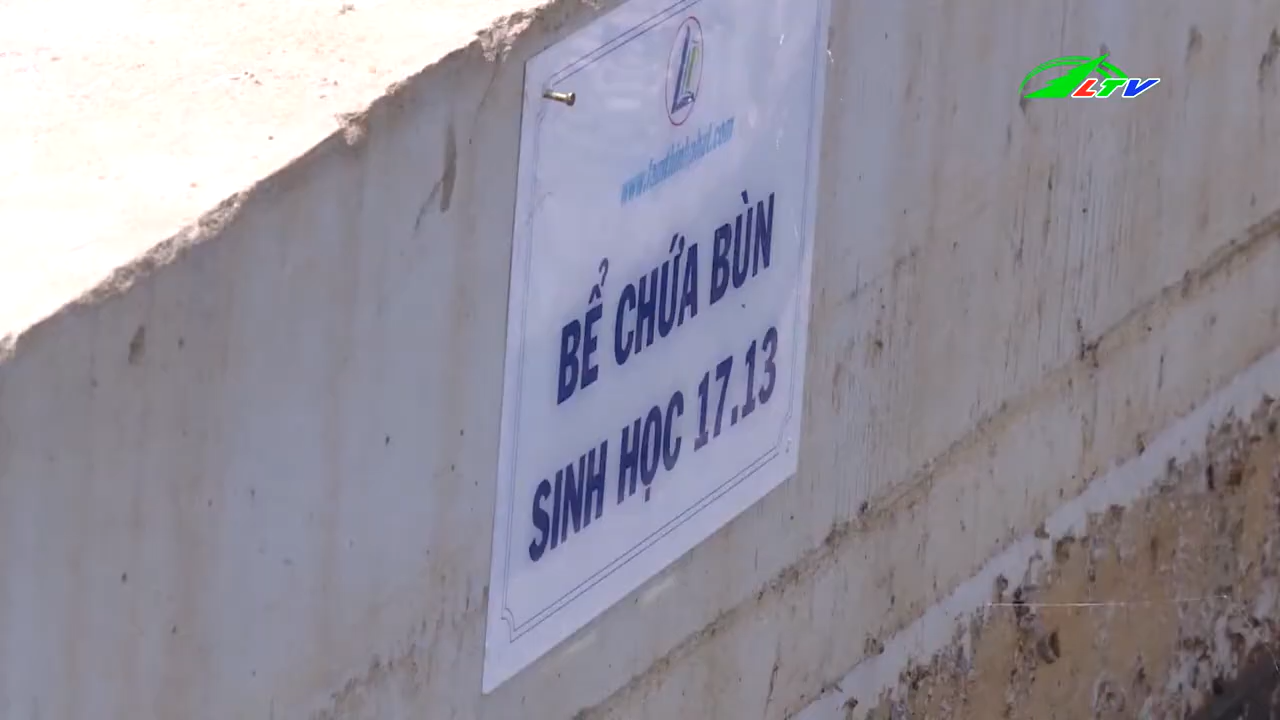 LTV
BỂ CHỨA BÙN
SINH HỌC 17.13